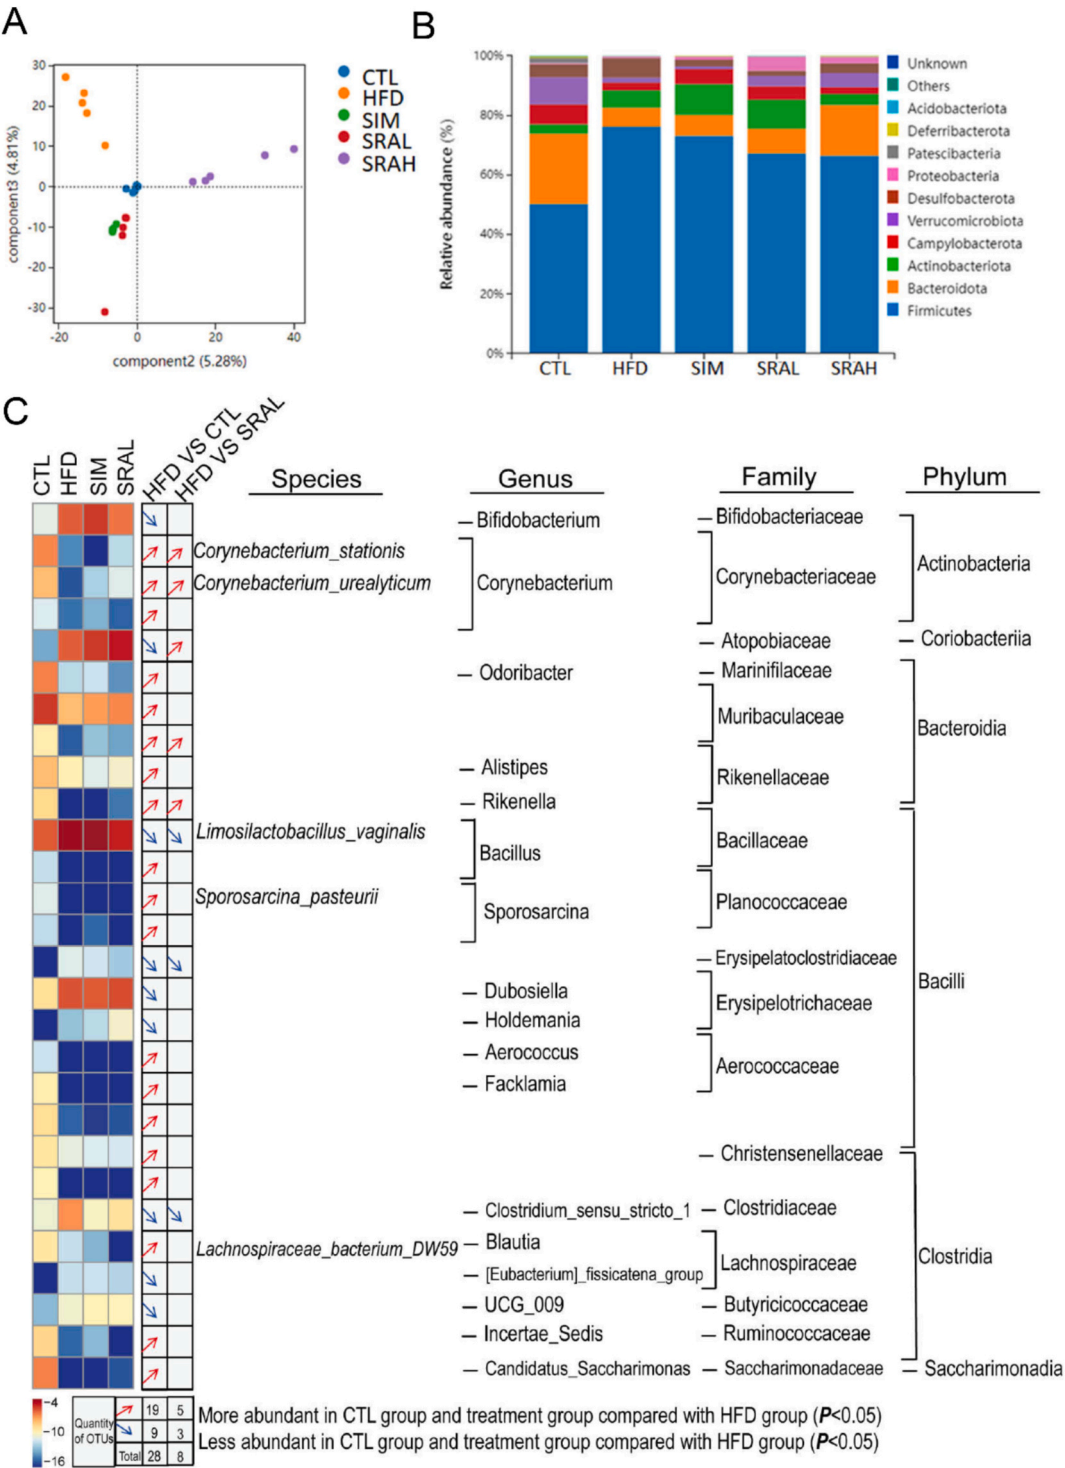 A
30
20
10
0
-10
-20
-30
component3 (4.81%)
-20
0
20
40
component2 (5.28%)
CTL
HFD
SIM
SRAL
SRAH
B
100%
80%
60%
40%
20%
0%
Relative abundance (%)
CTL
HFD
SIM
SRAL
SRAH
Unknown
Others
Acidobacteriota
Deferribacterota
Patescibacteria
Proteobacteria
Desulfobacterota
Verrucomicrobiota
Campylobacterota
Actinobacteriota
Bacteroidota
Firmicutes
C
CTL
HFD
SIM
SRAL
HFD VS CTL
HFD VS SRAL
Species
Genus
Family
Phylum
Bifidobacterium
Bifidobacteriaceae
Corynebacterium_stationis
Actinobacteria
Corynebacterium_urealyticum
Corynebacterium
Corynebacteriaceae
Atopobiaceae
Coriobacteriia
Odoribacter
Marinifilaceae
Muribaculaceae
Bacteroidia
Alistipes
Rikenellaceae
Rikenella
Limosilactobacillus_vaginalis
Bacillus
Bacillaceae
Sporosarcina_pasteurii
Sporosarcina
Planococcaceae
Erysipelatoclostridiaceae
Bacilli
Dubosiella
Erysipelotrichaceae
Holdemania
Aerococcus
Aerococcaceae
Facklamia
Christensenellaceae
Clostridium_sensu_stricto_1
Clostridiaceae
Lachnospiraceae_bacterium_DW59
Blautia
Lachnospiraceae
Clostridia
[Eubacterium]_fissicatena_group
UCG_009
Butyricicoccaceae
Incertae_Sedis
Ruminococcaceae
Candidatus_Saccharimonas
Saccharimonadaceae
Saccharimonadia
-4
-10
-16
Quantity
of OTUs
19 5
9 3
Total 28 8
More abundant in CTL group and treatment group compared with HFD group (P<0.05)
Less abundant in CTL group and treatment group compared with HFD group (P<0.05)